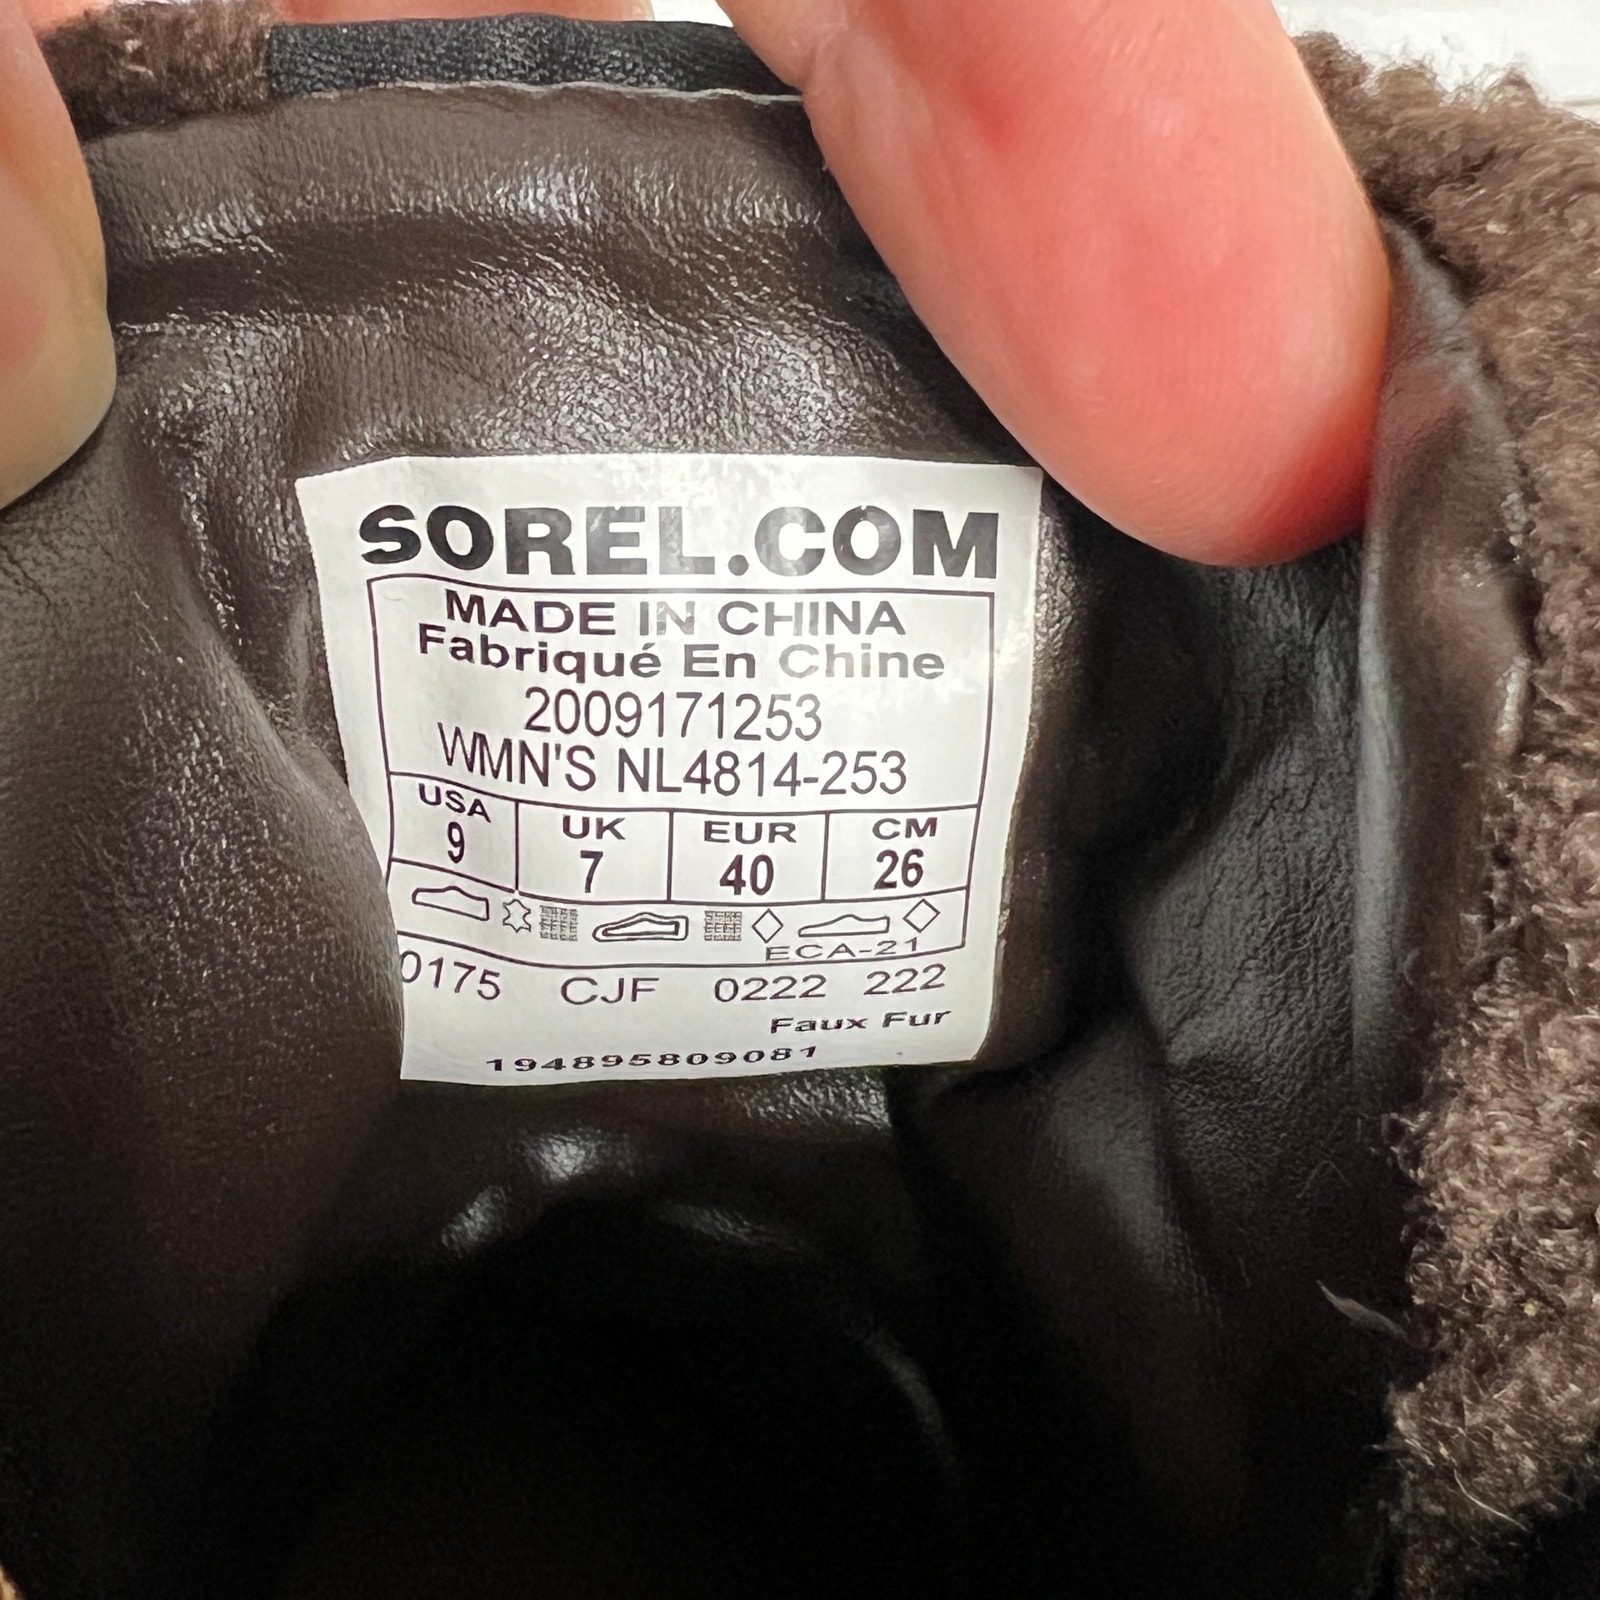 SOREL.COM
MADE IN CHINA
Fabriqué En Chine
2009171253
WMN'S NL4814-253
USA UK EUR CM
9 7 40 26
ECA-21
0175 CJF 0222 222
Faux Fur
194895809081